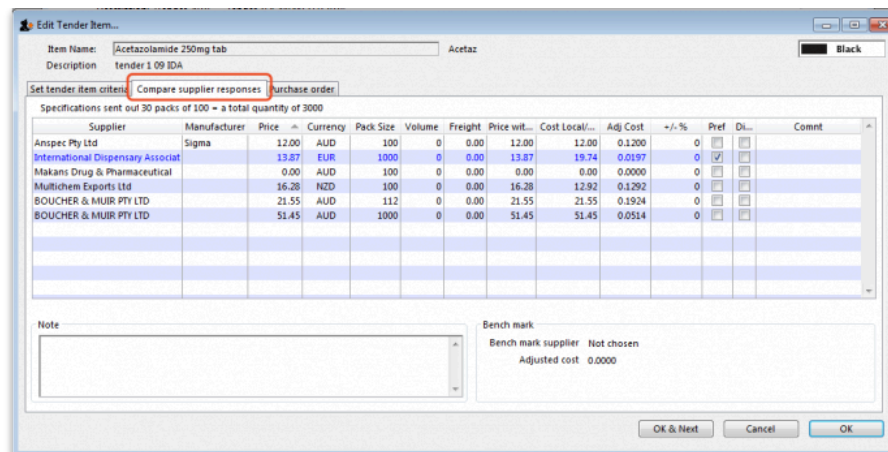 Edit Tender Item...
Item Name: Acetazolamide 250mg tab Acetaz Black
Description tender 1 09 IDA
Set tender item criteria Compare supplier responses Purchase order
Specifications sent out 30 packs of 100 = a total quantity of 3000
Supplier Manufacturer Price Currency Pack Size Volume Freight Price wit... Cost Local/... Adj Cost +/- % Pref Di... Comnt
Anspec Pty Ltd Sigma 12.00 AUD 100 0 0.00 12.00 12.00 0.1200 0
International Dispensary Associat 13.87 EUR 1000 0 0.00 13.87 19.74 0.0197 0
Makans Drug & Pharmaceutical 0.00 AUD 100 0 0.00 0.00 0.00 0.0000 0
Multichem Exports Ltd 16.28 NZD 100 0 0.00 16.28 12.92 0.1292 0
BOUCHER & MUIR PTY LTD 21.55 AUD 112 0 0.00 21.55 21.55 0.1924 0
BOUCHER & MUIR PTY LTD 51.45 AUD 1000 0 0.00 51.45 51.45 0.0514 0
Note Bench mark
Bench mark supplier Not chosen
Adjusted cost 0.0000
OK & Next Cancel OK